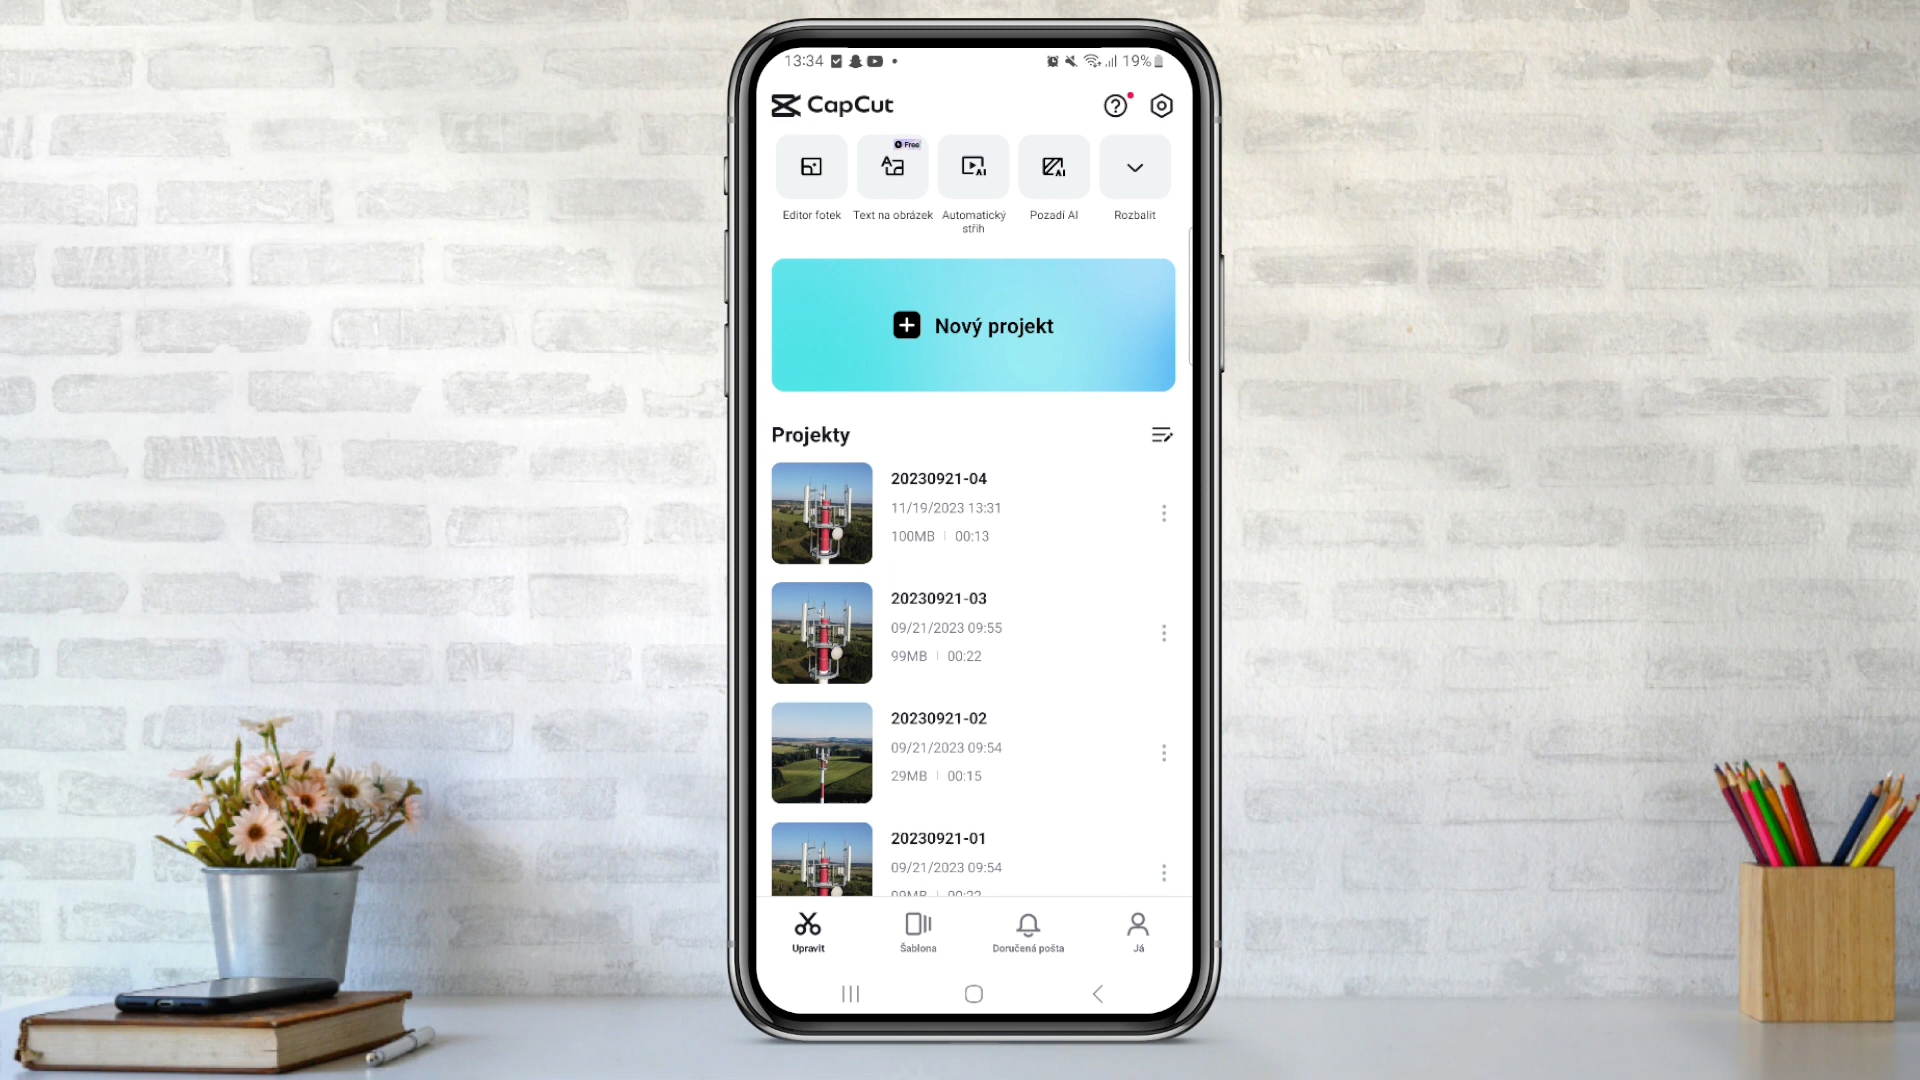 13:34
19%
CapCut
Free
AI
AI
Editor fotek
Text na obrázek
Automatický
střih
Pozadí AI
Rozbalit
Nový projekt
Projekty
20230921-04
11/19/2023 13:31
100MB | 00:13
20230921-03
09/21/2023 09:55
99MB | 00:22
20230921-02
09/21/2023 09:54
29MB | 00:15
20230921-01
09/21/2023 09:54
Upravit
Šablona
Doručená pošta
Já